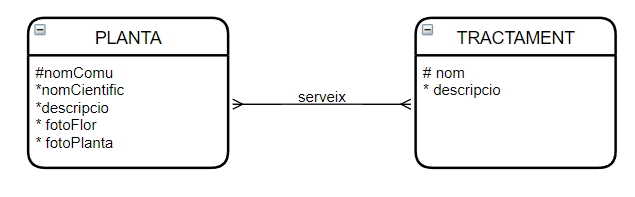 PLANTA
#nomComu
*nomCientific
*descripcio
* fotoFlor
* fotoPlanta
serveix
TRACTAMENT
# nom
* descripcio